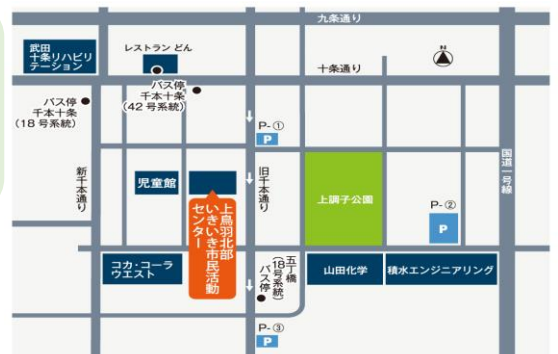 九条通り
武田
十条リハビリ
テーション
レストラン どん
十条通り
N
バス停
千本十条
(42号系統)
バス停
千本十条
(18号系統)
P-①
P
新千本通り
旧千本通り
国道一号線
児童館
上鳥羽北部
いきいき市民活動
センター
上調子公園
P-②
P
コカ・コーラ
ウエスト
五丁橋
(18号系統)
バス停
山田化学
積水エンジニアリング
P-③
P